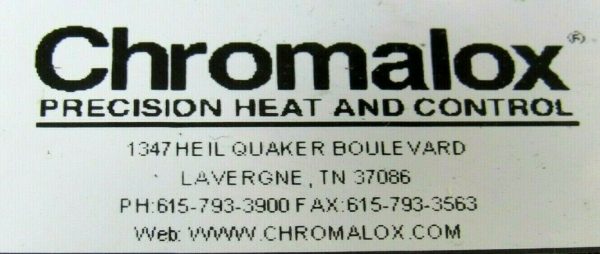 Chromalox®
PRECISION HEAT AND CONTROL
1347 HEIL QUAKER BOULEVARD
LAVERGNE, TN 37086
PH:615-793-3900 FAX:615-793-3563
Web: WWW.CHROMALOX.COM